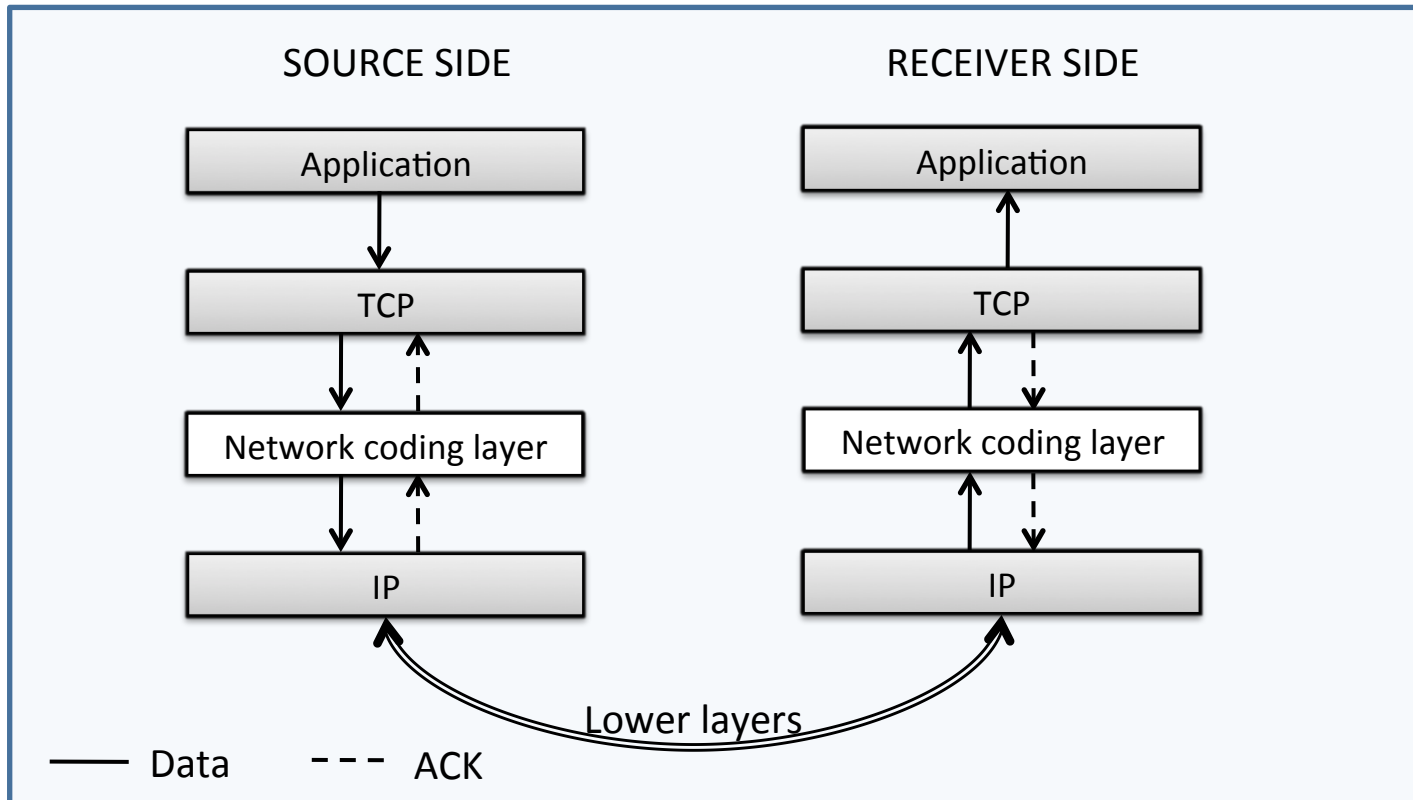 SOURCE SIDE
RECEIVER SIDE
Application
Application
TCP
TCP
Network coding layer
Network coding layer
IP
IP
Lower layers
Data
ACK